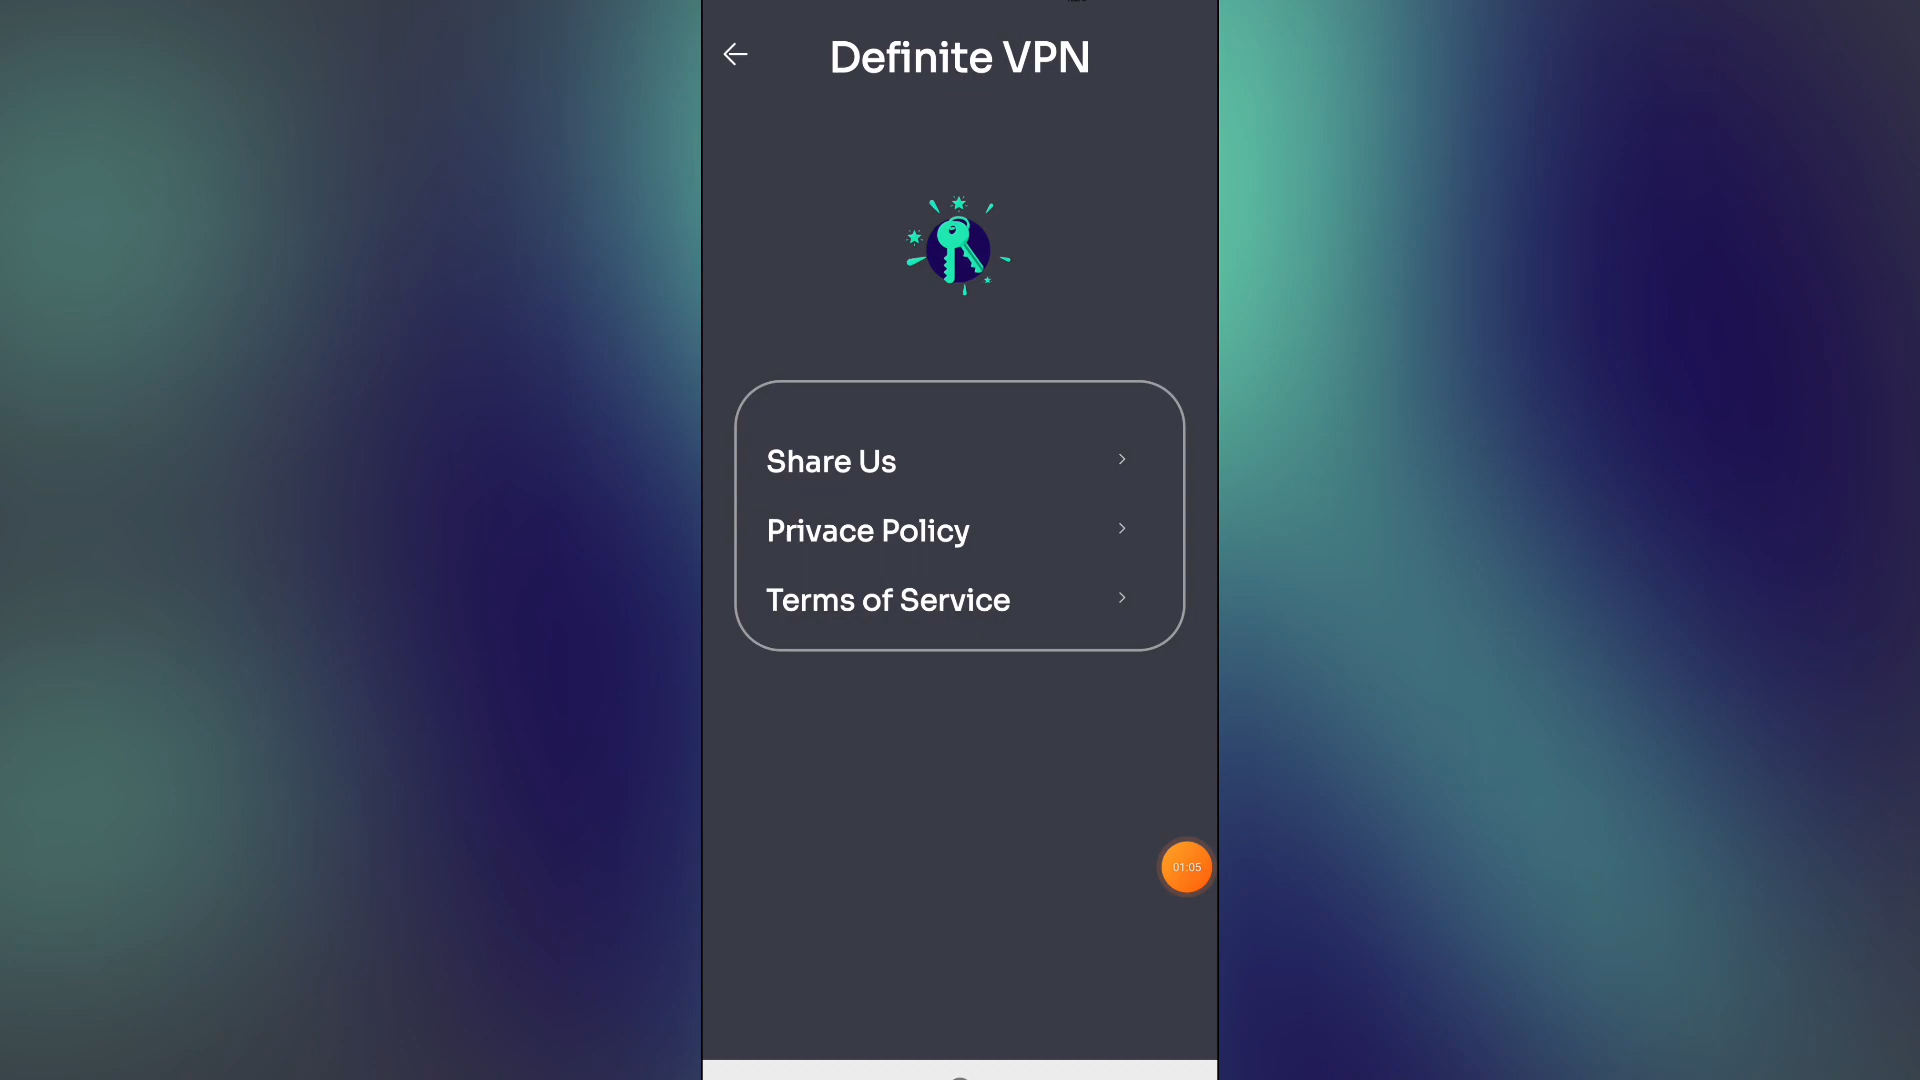 Definite VPN
Share Us
Privace Policy
Terms of Service
01:05